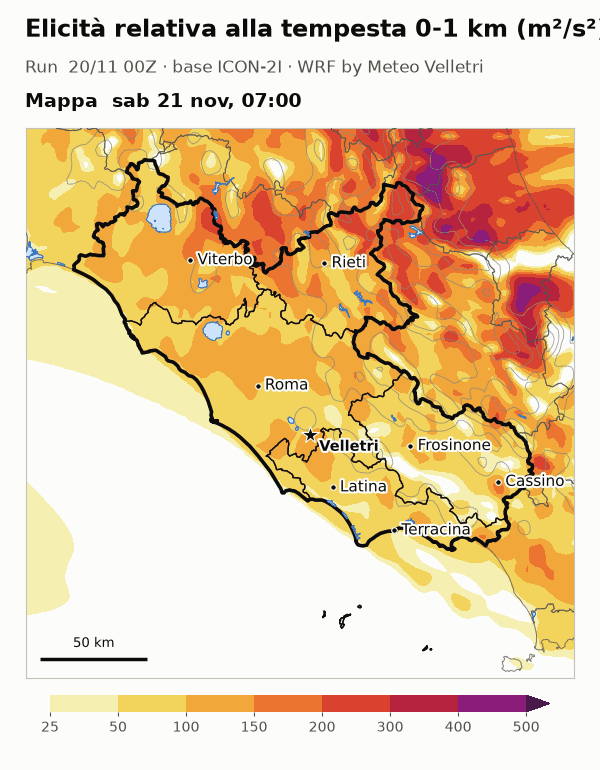 Elicità relativa alla tempesta 0-1 km (m²/s²)
Run 20/11 00Z · base ICON-2I · WRF by Meteo Velletri
Mappa sab 21 nov, 07:00
Viterbo
Rieti
Roma
Velletri
Frosinone
Latina
Cassino
Terracina
50 km
25 50 100 150 200 300 400 500